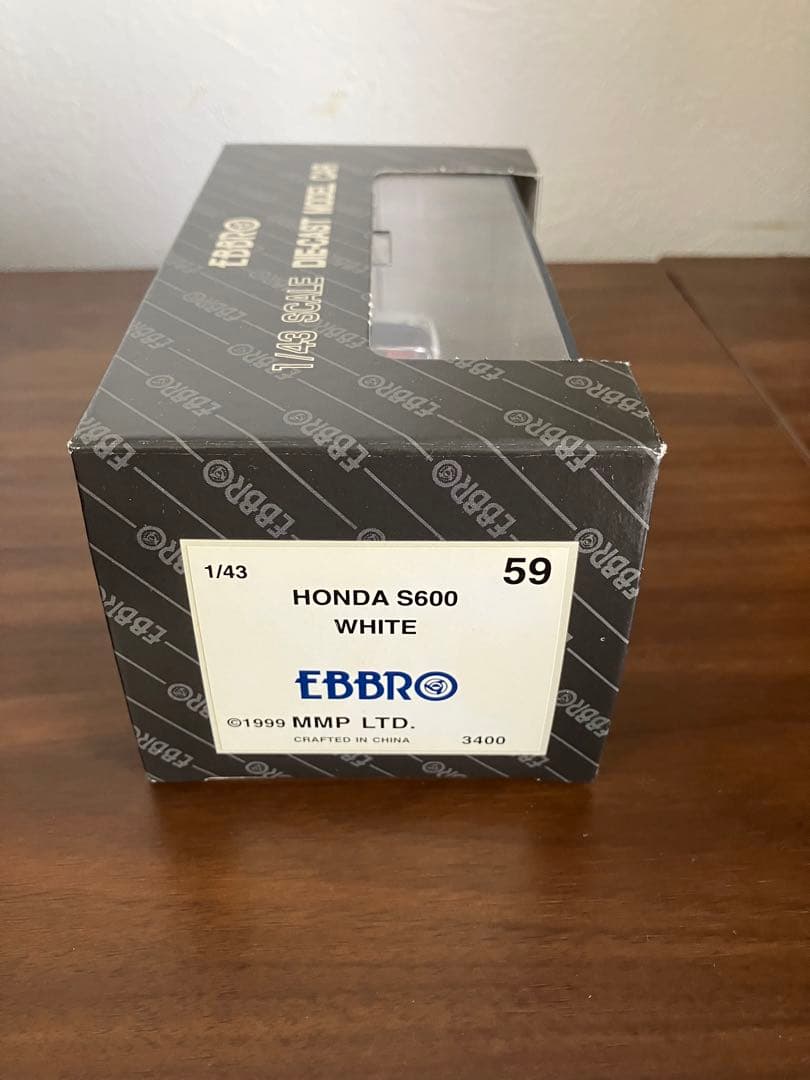 EBBRO
1/43 SCALE DIE-CAST MODEL CAR
1/43
59
HONDA S600
WHITE
EBBRO
©1999 MMP LTD.
CRAFTED IN CHINA
3400